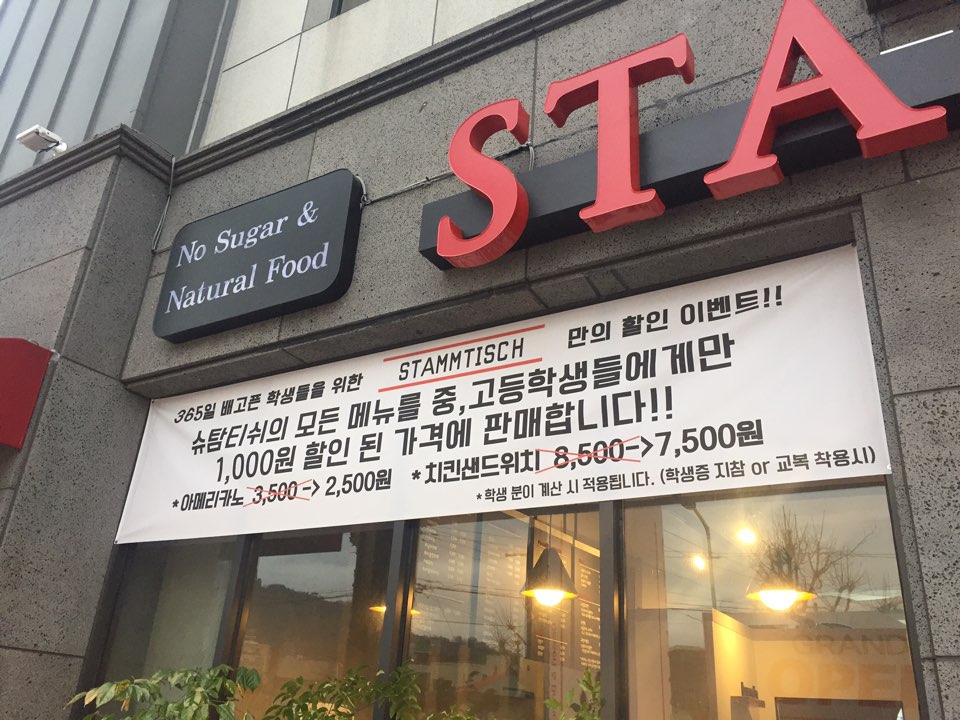 STA
No Sugar &
Natural Food
365일 배고픈 학생들을 위한 STAMMTISCH 만의 할인 이벤트!!
슈탐티쉬의 모든 메뉴를 중,고등학생들에게만
1,000원 할인 된 가격에 판매합니다!!
*아메리카노 3,500 -> 2,500원 *치킨샌드위치 8,500->7,500원
*학생 분이 계산 시 적용됩니다. (학생증 지참 or 교복 착용시)
GRAND